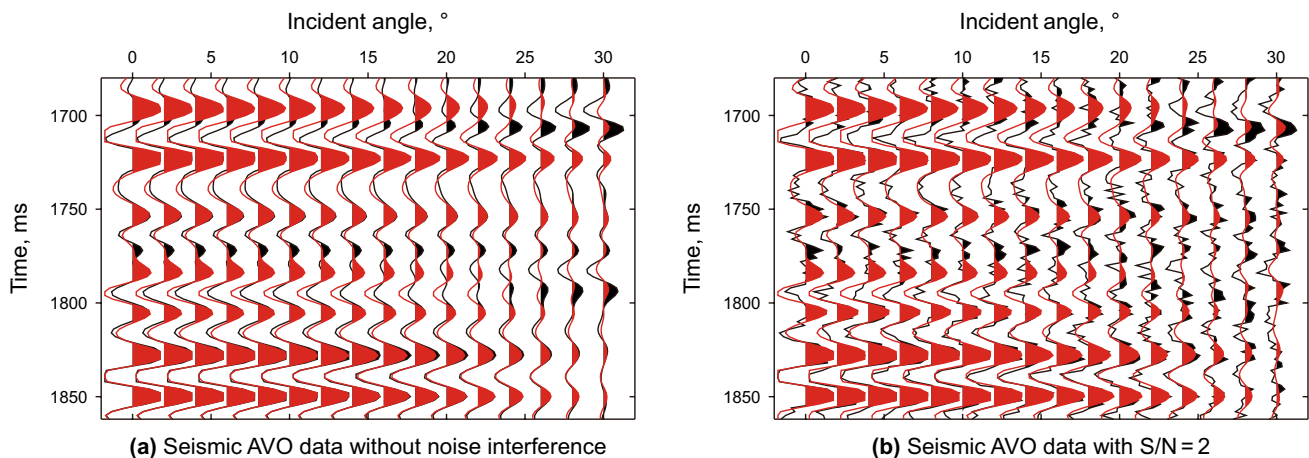 Incident angle, °
0 5 10 15 20 25 30
1700
1750
1800
1850
Time, ms
(a) Seismic AVO data without noise interference
Incident angle, °
0 5 10 15 20 25 30
1700
1750
1800
1850
Time, ms
(b) Seismic AVO data with S/N = 2